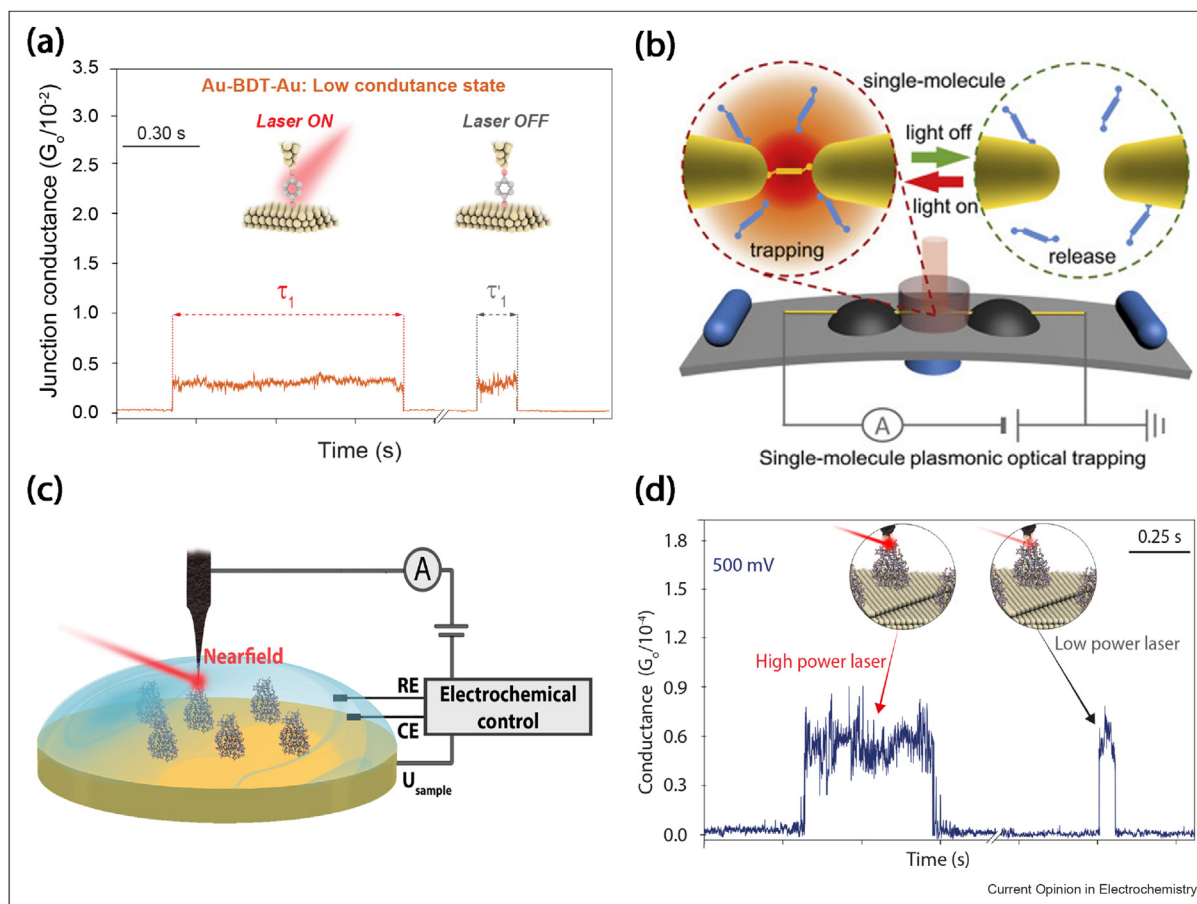 (a)
3.5
3.0
2.5
2.0
1.5
1.0
0.5
0.0
Junction conductance (G₀/10⁻²)
Au-BDT-Au: Low condutance state
0.30 s
Laser ON
Laser OFF
τ₁
τ'₁
Time (s)
(b)
single-molecule
light off
light on
trapping
release
A
Single-molecule plasmonic optical trapping
(c)
A
Nearfield
RE
CE
Electrochemical
control
U sample
(d)
1.8
1.5
1.2
0.9
0.6
0.3
0.0
Conductance (G₀/10⁻⁴)
500 mV
0.25 s
High power laser
Low power laser
Time (s)
Current Opinion in Electrochemistry